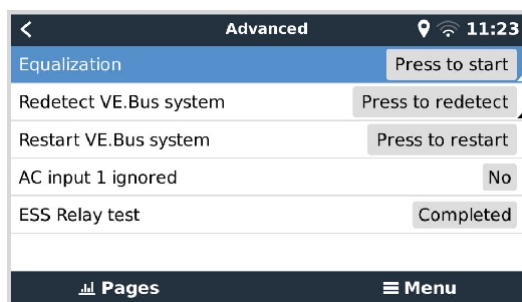 Advanced 11:23
Equalization Press to start
Redetect VE.Bus system Press to redetect
Restart VE.Bus system Press to restart
AC input 1 ignored No
ESS Relay test Completed
Pages Menu